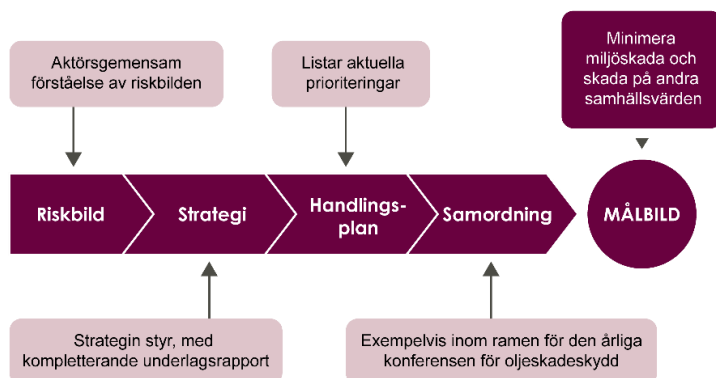 Aktörsgemensam
förståelse av riskbilden
Listar aktuella
prioriteringar
Minimera
miljöskada och
skada på andra
samhällsvärden
Riskbild
Strategi
Handlings-
plan
Samordning
MÅLBILD
Strategin styr, med
kompletterande underlagsrapport
Exempelvis inom ramen för den årliga
konferensen för oljeskadeskydd